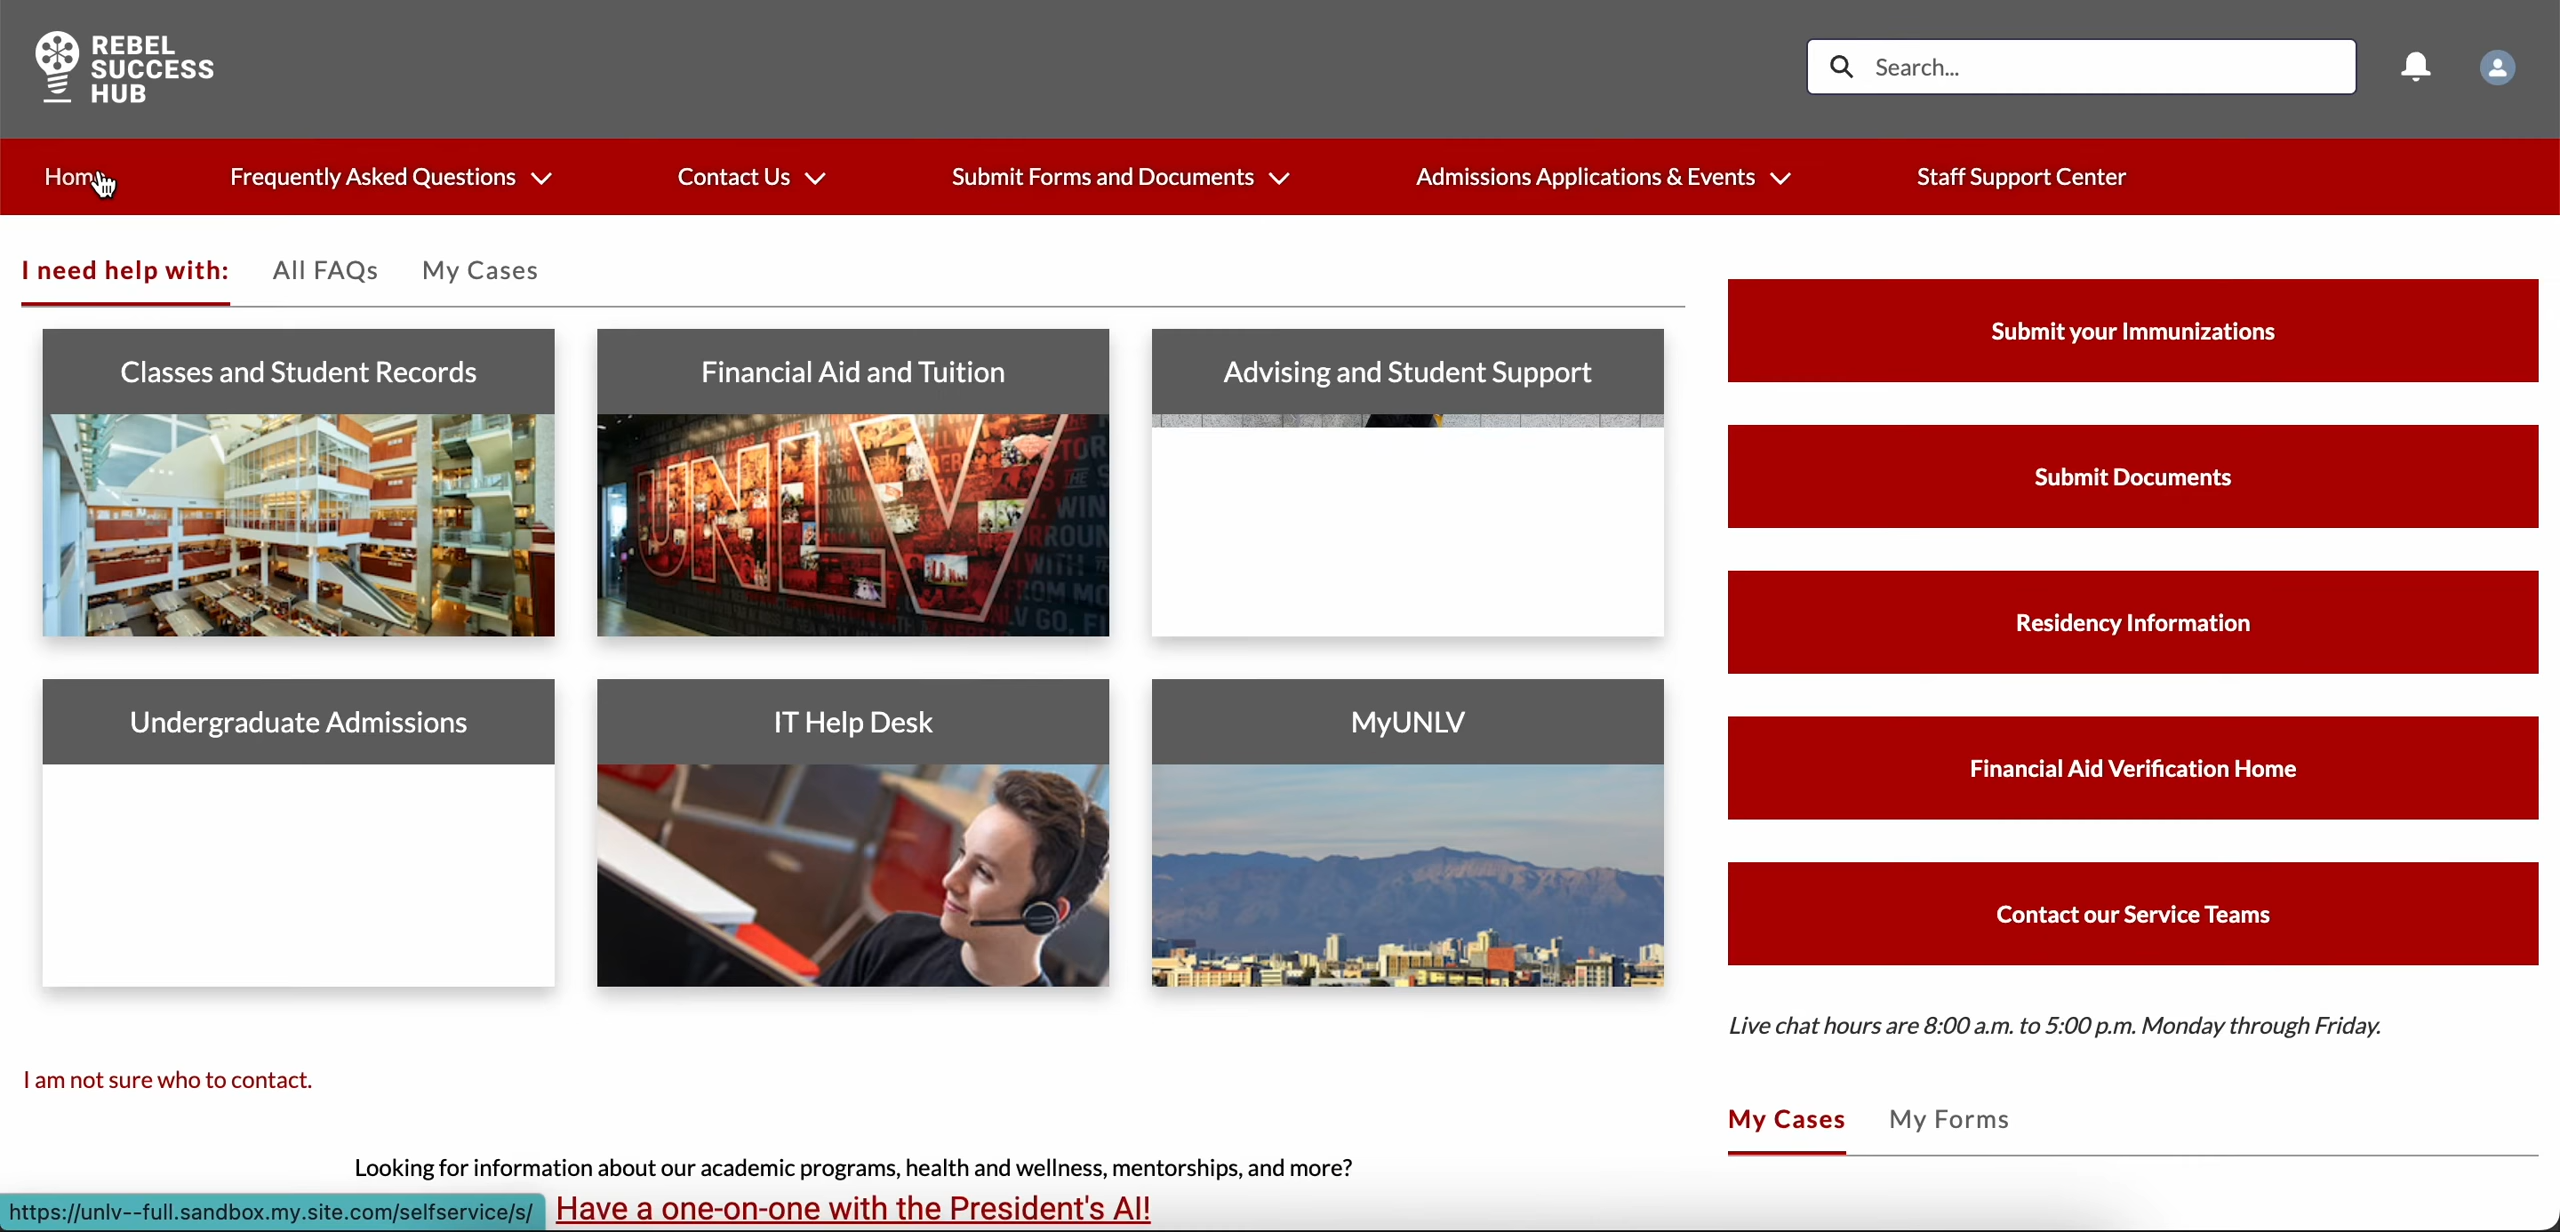 REBEL
SUCCESS
HUB
Search...
Home
Frequently Asked Questions
Contact Us
Submit Forms and Documents
Admissions Applications & Events
Staff Support Center
I need help with:
All FAQs
My Cases
Classes and Student Records
Financial Aid and Tuition
UNLV
Advising and Student Support
Undergraduate Admissions
IT Help Desk
MyUNLV
I am not sure who to contact.
Looking for information about our academic programs, health and wellness, mentorships, and more?
Have a one-on-one with the President's AI!
Submit your Immunizations
Submit Documents
Residency Information
Financial Aid Verification Home
Contact our Service Teams
Live chat hours are 8:00 a.m. to 5:00 p.m. Monday through Friday.
My Cases
My Forms
https://unlv--full.sandbox.my.site.com/selfservice/s/